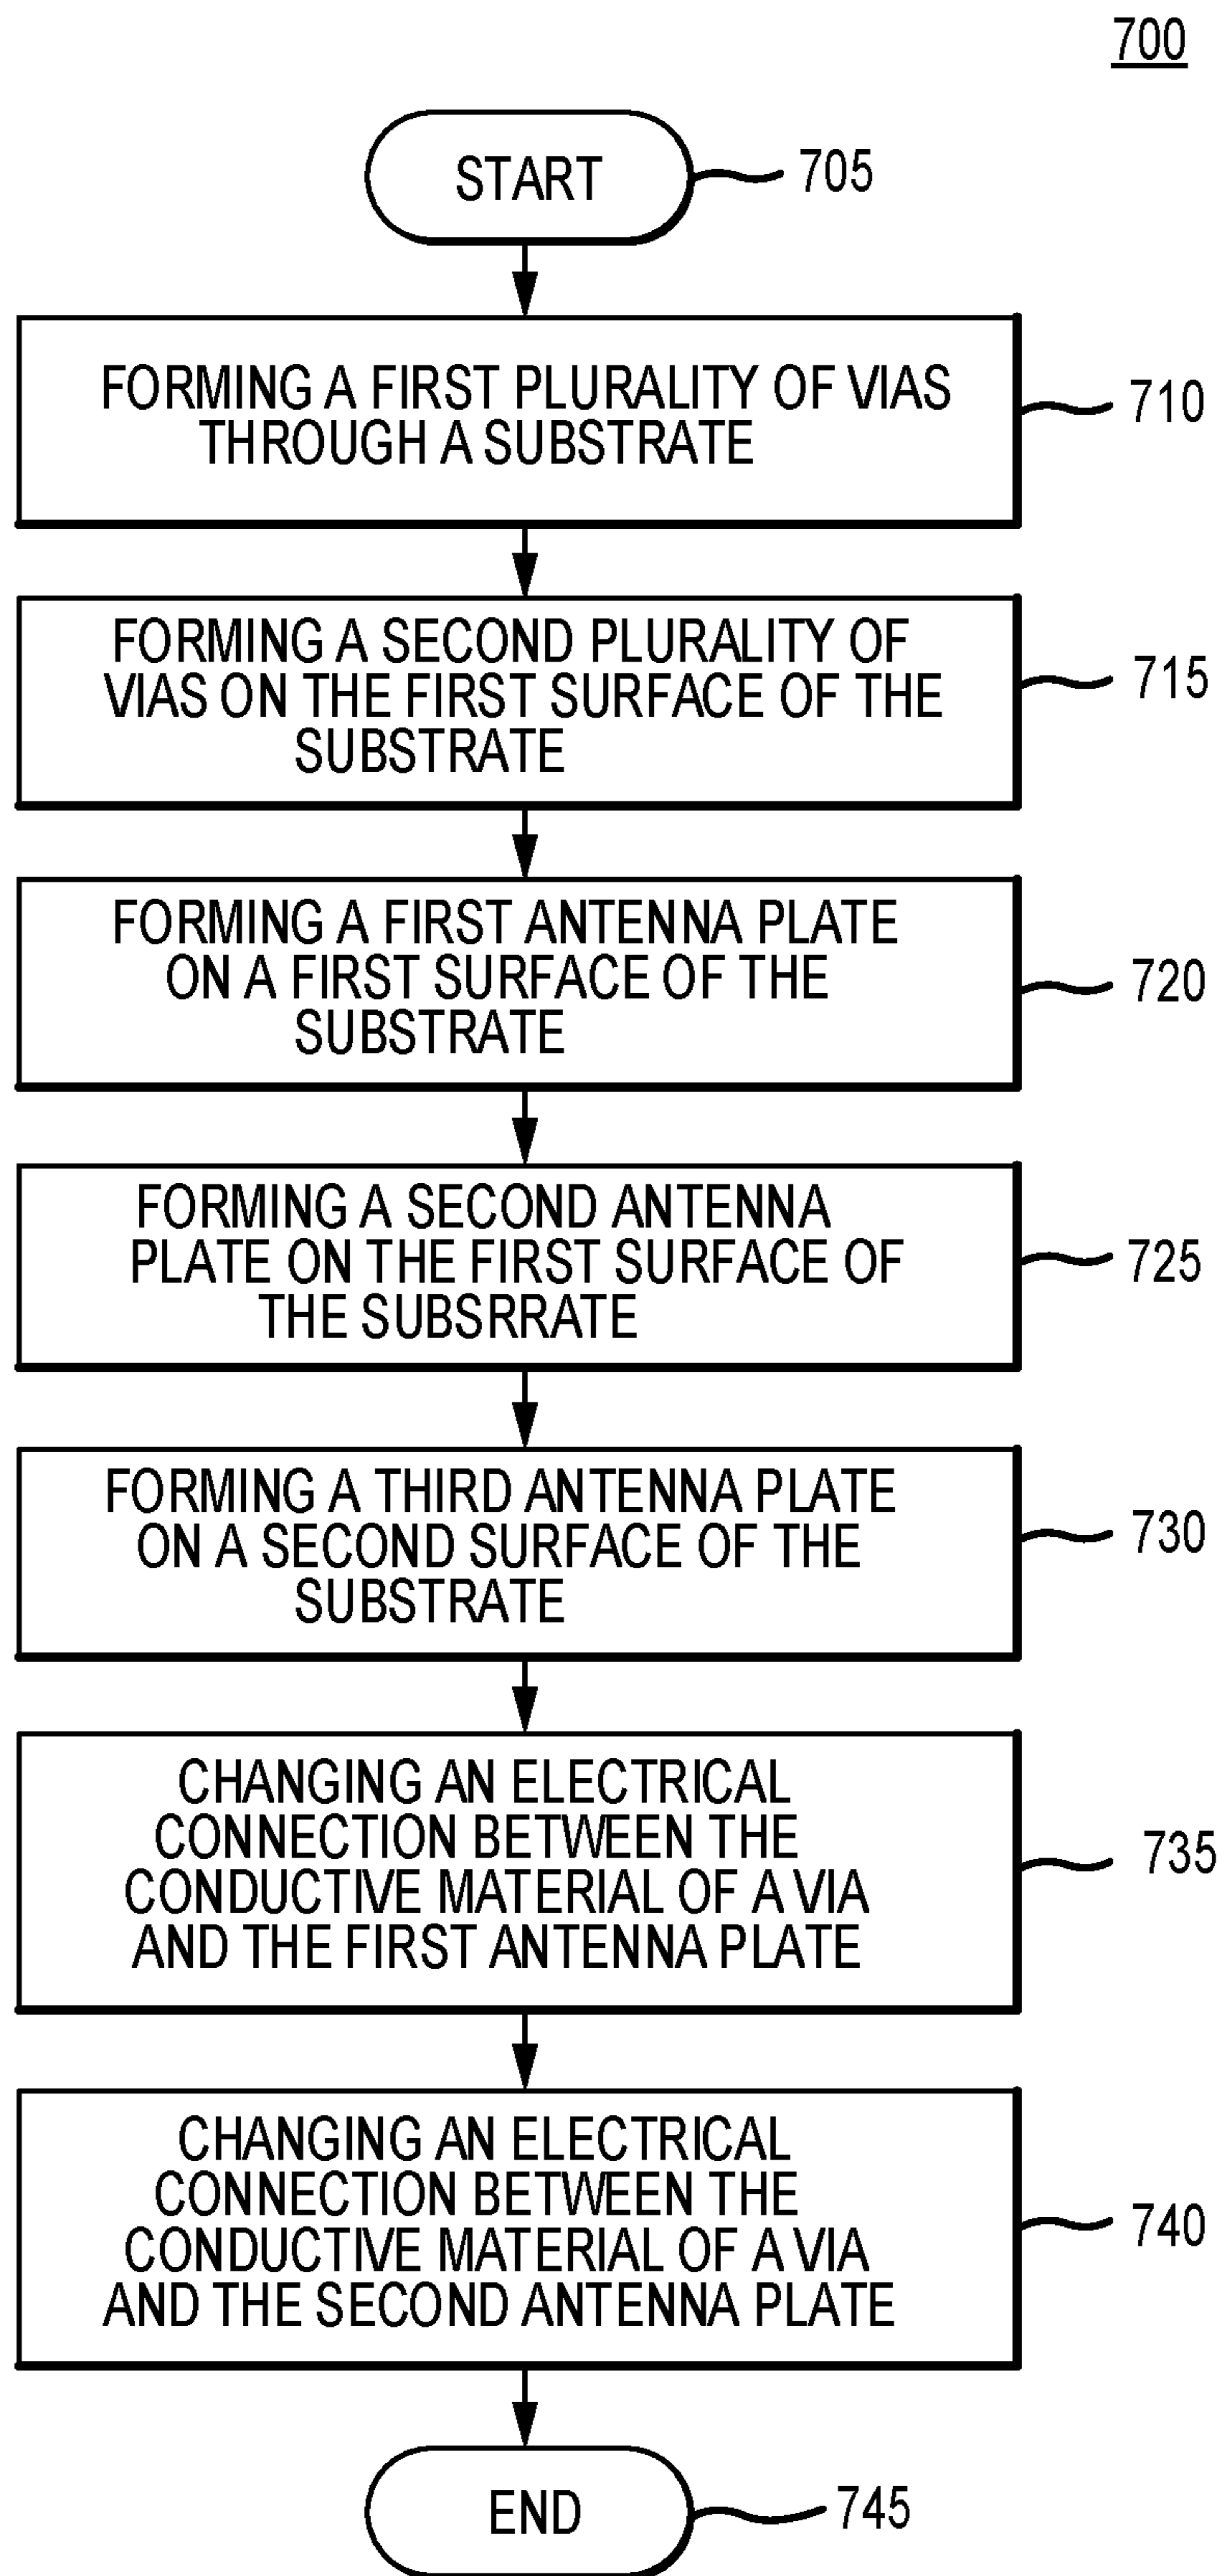 700
START
705
FORMING A FIRST PLURALITY OF VIAS
THROUGH A SUBSTRATE
710
FORMING A SECOND PLURALITY OF
VIAS ON THE FIRST SURFACE OF THE
SUBSTRATE
715
FORMING A FIRST ANTENNA PLATE
ON A FIRST SURFACE OF THE
SUBSTRATE
720
FORMING A SECOND ANTENNA
PLATE ON THE FIRST SURFACE OF
THE SUBSRRATE
725
FORMING A THIRD ANTENNA PLATE
ON A SECOND SURFACE OF THE
SUBSTRATE
730
CHANGING AN ELECTRICAL
CONNECTION BETWEEN THE
CONDUCTIVE MATERIAL OF A VIA
AND THE FIRST ANTENNA PLATE
735
CHANGING AN ELECTRICAL
CONNECTION BETWEEN THE
CONDUCTIVE MATERIAL OF A VIA
AND THE SECOND ANTENNA PLATE
740
END
745